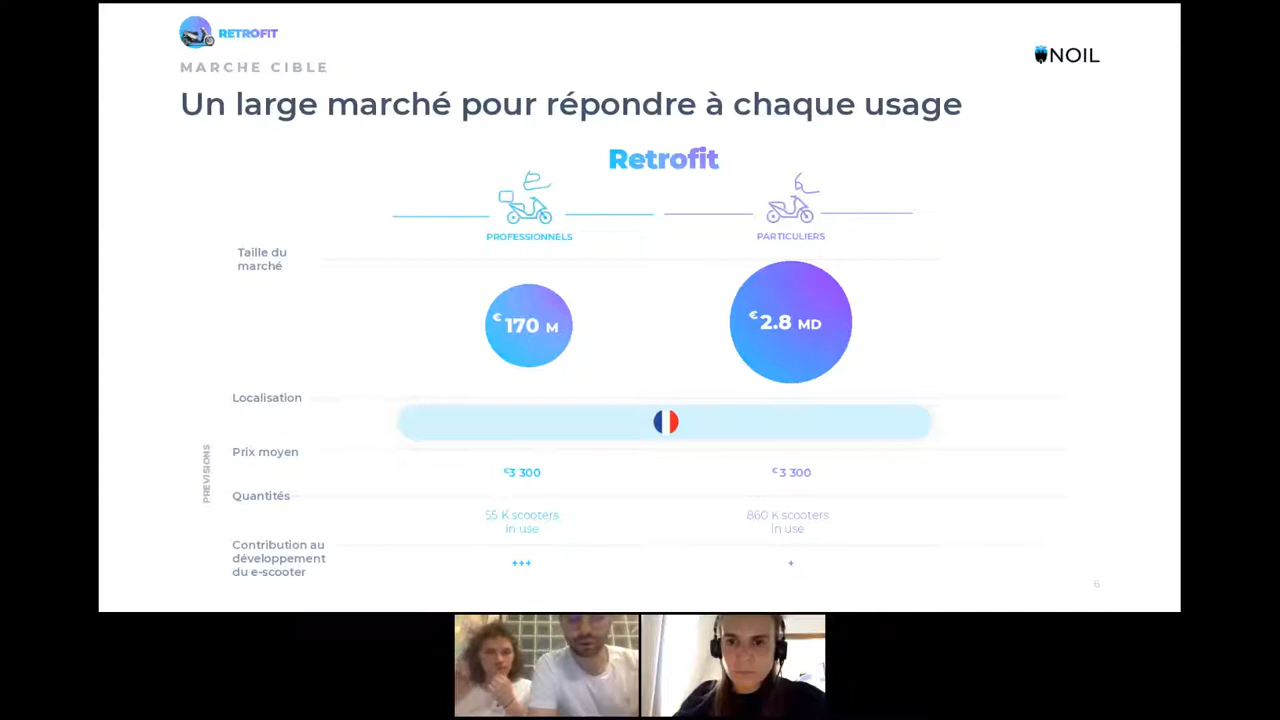 RETROFIT
NOIL
MARCHE CIBLE
Un large marché pour répondre à chaque usage
Retrofit
PROFESSIONNELS
PARTICULIERS
Taille du
marché
€ 170 M
€ 2.8 MD
Localisation
PREVISIONS
Prix moyen
€3 300
€ 3 300
Quantités
55 K scooters
in use
860 K scooters
in use
Contribution au
développement
du e-scooter
+++
+
6